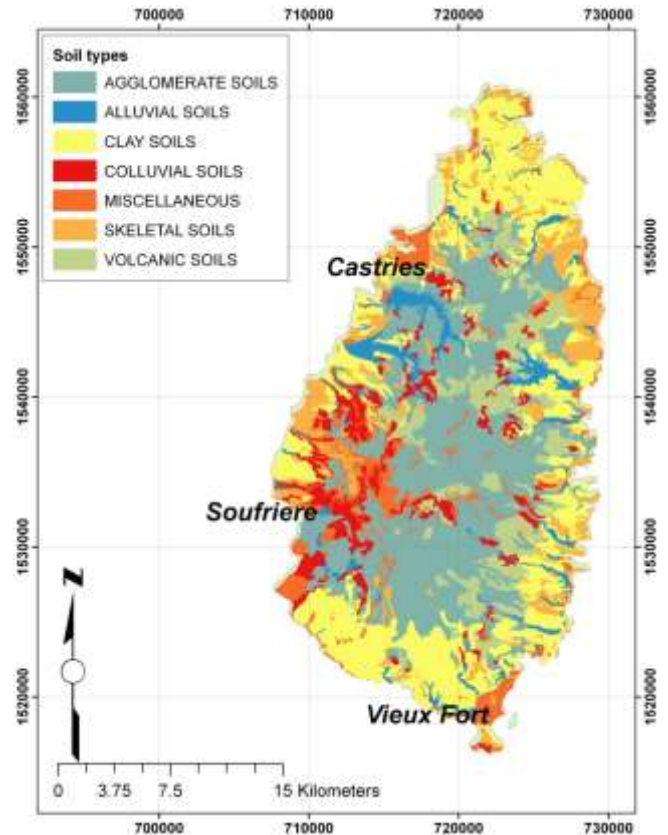 700000 710000 720000 730000
Soil types
AGGLOMERATE SOILS
ALLUVIAL SOILS
CLAY SOILS
COLLUVIAL SOILS
MISCELLANEOUS
SKELETAL SOILS
VOLCANIC SOILS
1560000 1560000
1550000 1550000
Castries
1540000 1540000
Soufriere
1530000 1530000
N
1520000 1520000
Vieux Fort
0 3.75 7.5 15 Kilometers
700000 710000 720000 730000